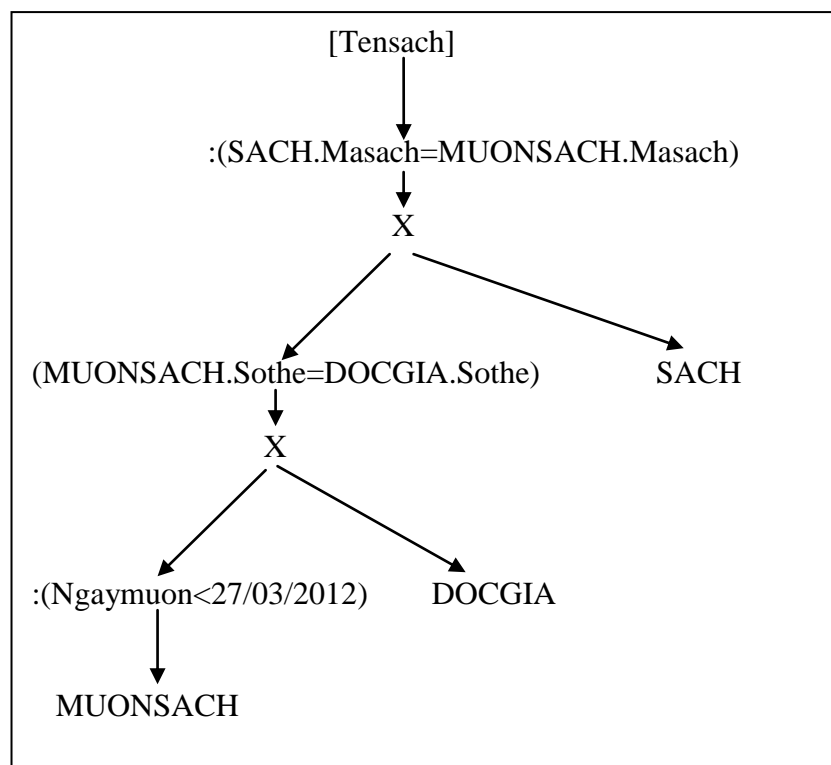 [Tensach]
:(SACH.Masach=MUONSACH.Masach)
X
(MUONSACH.Sothe=DOCGIA.Sothe) SACH
X
:(Ngaymuon<27/03/2012) DOCGIA
MUONSACH